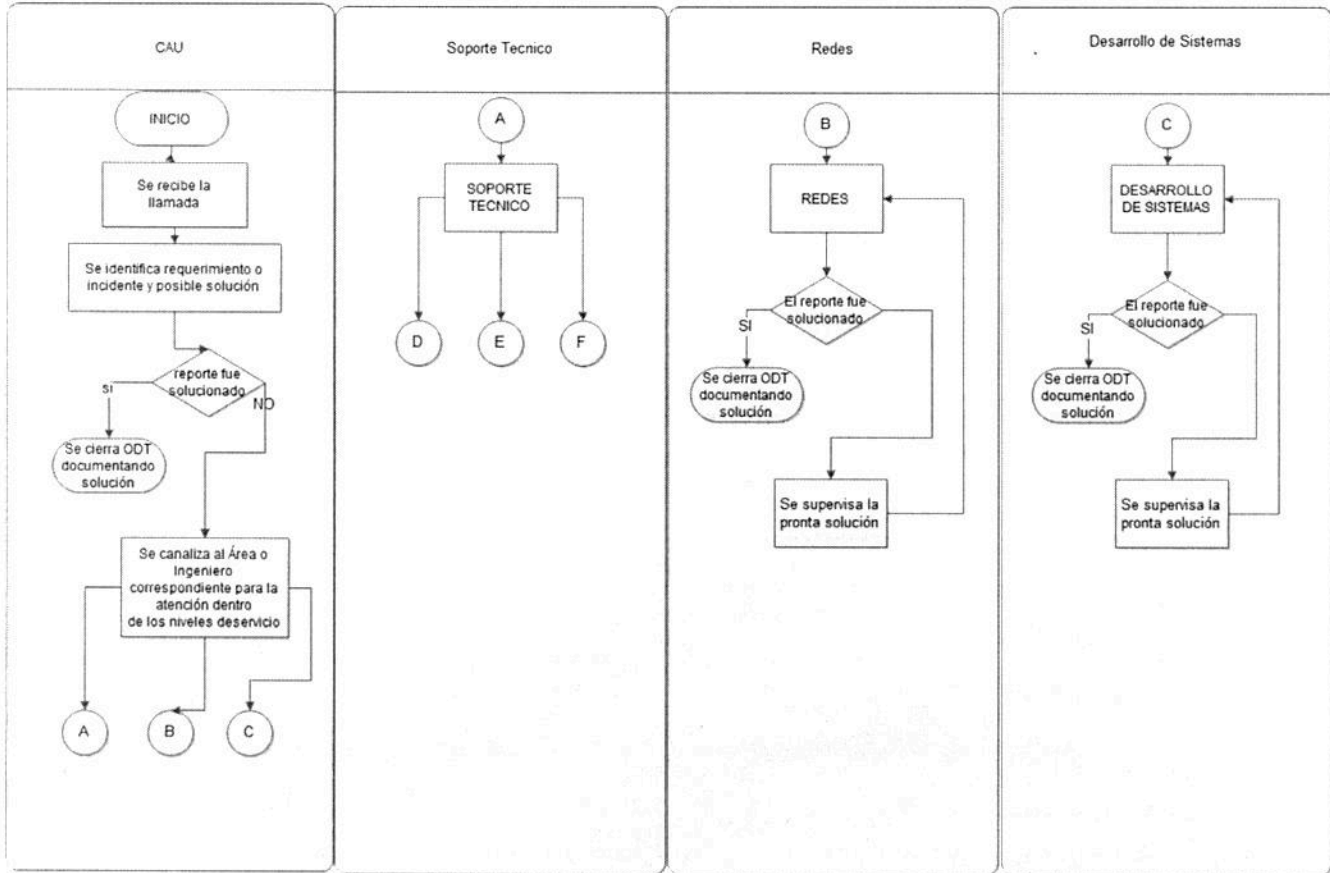 CAU
INICIO
Se recibe la
llamada
Se identifica requerimiento o
incidente y posible solución
reporte fue
solucionado
SI
NO
Se cierra ODT
documentando
solución
Se canaliza al Área o
Ingeniero
correspondiente para la
atención dentro
de los niveles deservicio
A
B
C
Soporte Tecnico
A
SOPORTE
TECNICO
D
E
F
Redes
B
REDES
El reporte fue
solucionado
SI
Se cierra ODT
documentando
solución
Se supervisa la
pronta solución
Desarrollo de Sistemas
C
DESARROLLO
DE SISTEMAS
El reporte fue
solucionado
SI
Se cierra ODT
documentando
solución
Se supervisa la
pronta solución